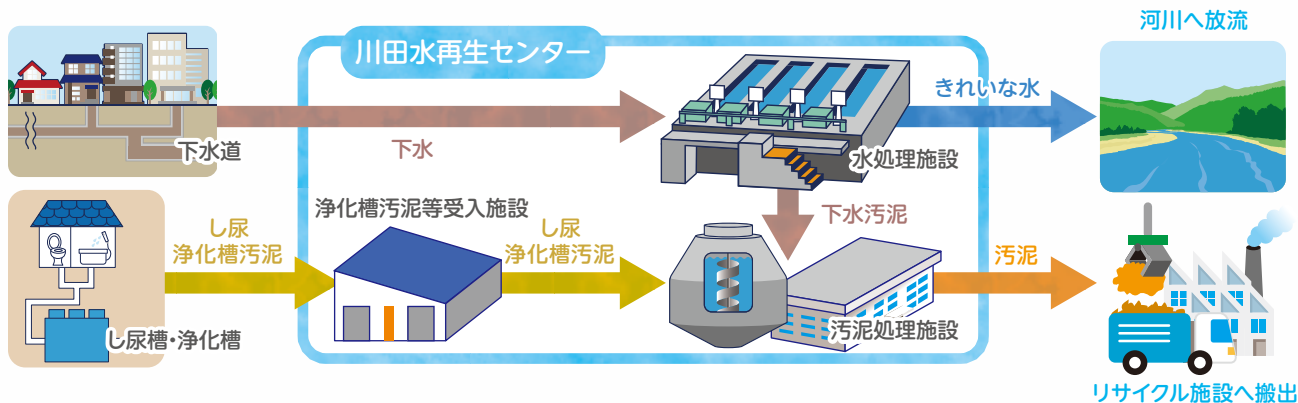 河川へ放流
川田水再生センター
きれいな水
下水道
下水
水処理施設
浄化槽汚泥等受入施設
下水汚泥
し尿
浄化槽汚泥
し尿
浄化槽汚泥
汚泥
し尿槽・浄化槽
汚泥処理施設
リサイクル施設へ搬出